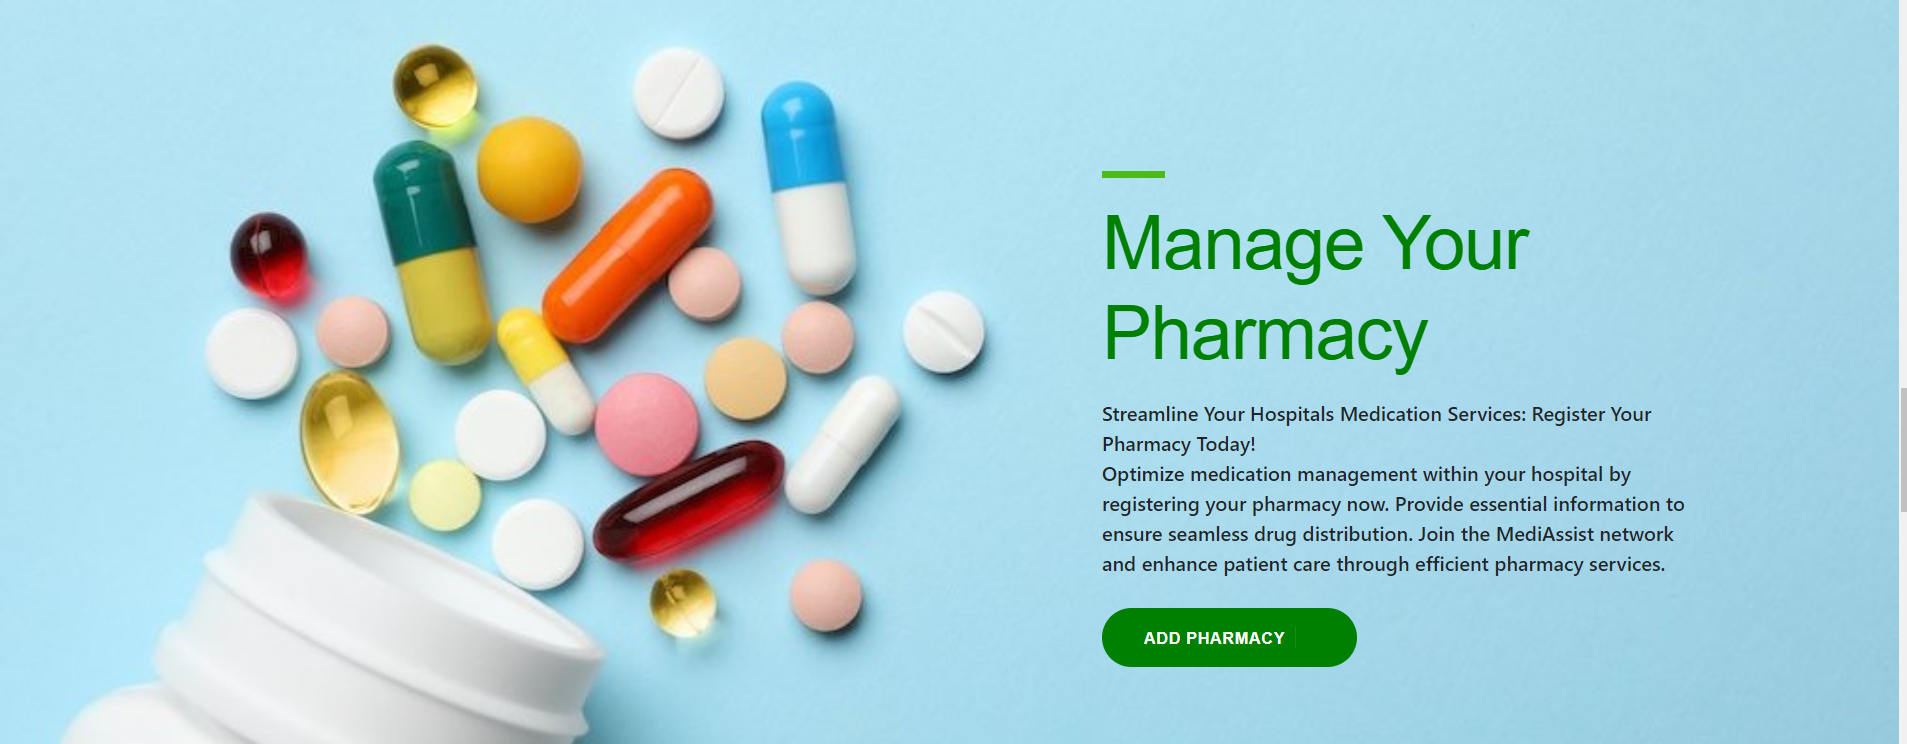 Manage Your
Pharmacy
Streamline Your Hospitals Medication Services: Register Your
Pharmacy Today!
Optimize medication management within your hospital by
registering your pharmacy now. Provide essential information to
ensure seamless drug distribution. Join the MediAssist network
and enhance patient care through efficient pharmacy services.
ADD PHARMACY